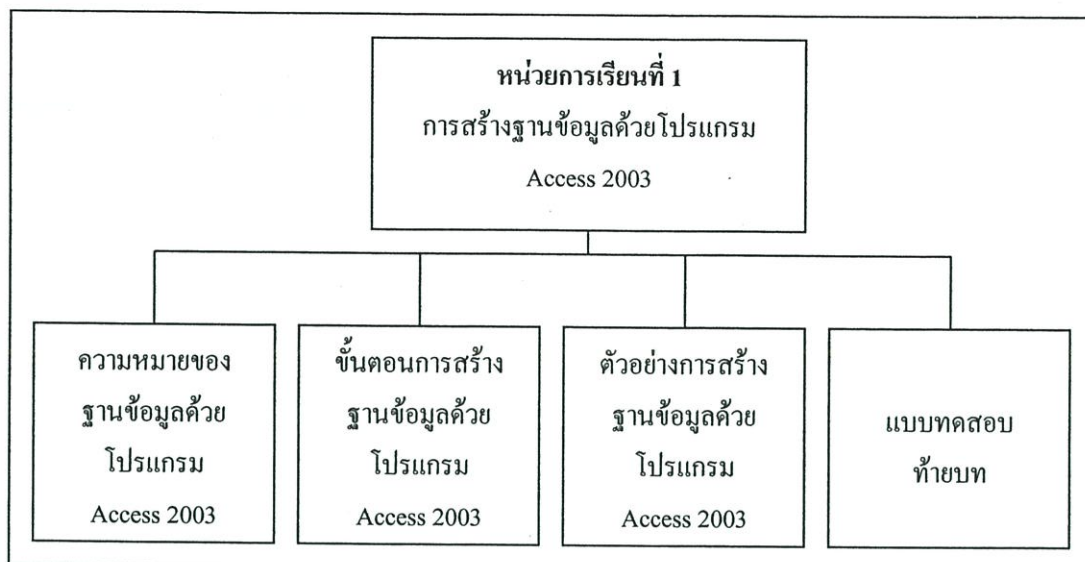 หน่วยการเรียนที่ 1
การสร้างฐานข้อมูลด้วยโปรแกรม
Access 2003
ความหมายของ
ฐานข้อมูลด้วย
โปรแกรม
Access 2003
ขั้นตอนการสร้าง
ฐานข้อมูลด้วย
โปรแกรม
Access 2003
ตัวอย่างการสร้าง
ฐานข้อมูลด้วย
โปรแกรม
Access 2003
แบบทดสอบ
ท้ายบท